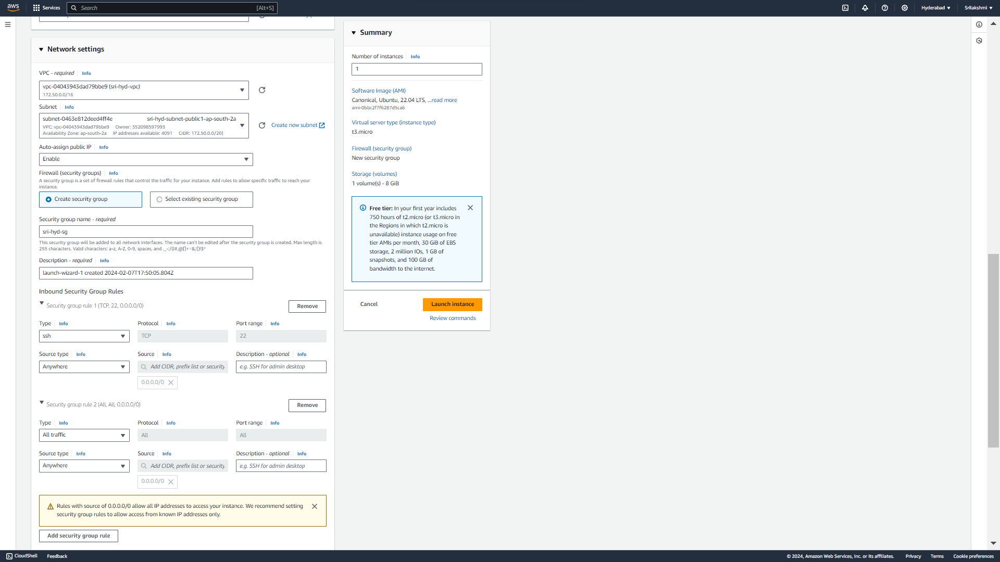 aws
Services
Search
[Alt+S]
Hyderabad
Srilakshmi
Network settings
VPC - required
Info
vpc-04043943dad79bbe9 (sri-hyd-vpc)
172.50.0.0/16
Subnet
Info
subnet-0463e812deed4ff4e
sri-hyd-subnet-public1-ap-south-2a
VPC: vpc-04043943dad79bbe9 Owner: 352098597993
Availability Zone: ap-south-2a IP addresses available: 4091 CIDR: 172.50.0.0/20)
Create new subnet
Auto-assign public IP
Info
Enable
Firewall (security groups)
Info
A security group is a set of firewall rules that control the traffic for your instance. Add rules to allow specific traffic to reach your
instance.
Create security group
Select existing security group
Security group name - required
sri-hyd-sg
This security group will be added to all network interfaces. The name can't be edited after the security group is created. Max length is
255 characters. Valid characters: a-z, A-Z, 0-9, spaces, and ._-:/()#,@[]+=&;{}!$*
Description - required
Info
launch-wizard-1 created 2024-02-07T17:50:05.804Z
Inbound Security Group Rules
Security group rule 1 (TCP, 22, 0.0.0.0/0)
Remove
Type
Info
Protocol
Info
Port range
Info
ssh
TCP
22
Source type
Info
Source
Info
Description - optional
Info
Anywhere
Add CIDR, prefix list or security
e.g. SSH for admin desktop
0.0.0.0/0
Security group rule 2 (All, All, 0.0.0.0/0)
Remove
Type
Info
Protocol
Info
Port range
Info
All traffic
All
All
Source type
Info
Source
Info
Description - optional
Info
Anywhere
Add CIDR, prefix list or security
e.g. SSH for admin desktop
0.0.0.0/0
Rules with source of 0.0.0.0/0 allow all IP addresses to access your instance. We recommend setting
security group rules to allow access from known IP addresses only.
Add security group rule
Summary
Number of instances
Info
1
Software Image (AMI)
Canonical, Ubuntu, 22.04 LTS, ...read more
ami-0bbc2f7f6287d5ca6
Virtual server type (instance type)
t3.micro
Firewall (security group)
New security group
Storage (volumes)
1 volume(s) - 8 GiB
Free tier: In your first year includes
750 hours of t2.micro (or t3.micro in
the Regions in which t2.micro is
unavailable) instance usage on free
tier AMIs per month, 30 GiB of EBS
storage, 2 million IOs, 1 GB of
snapshots, and 100 GB of
bandwidth to the internet.
Cancel
Launch instance
Review commands
CloudShell
Feedback
© 2024, Amazon Web Services, Inc. or its affiliates.
Privacy
Terms
Cookie preferences